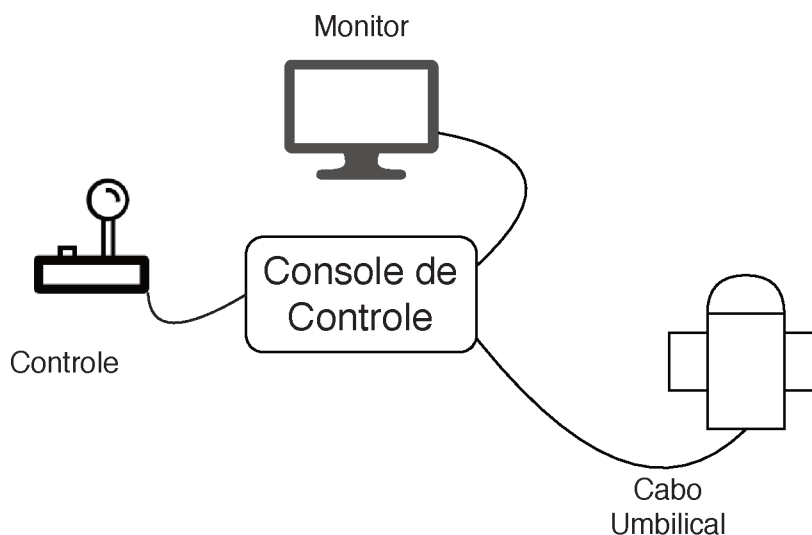 Monitor
Console de
Controle
Controle
Cabo
Umbilical